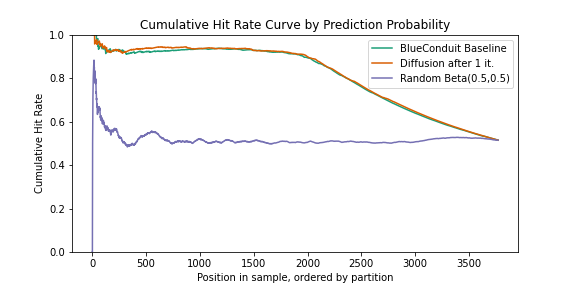 Cumulative Hit Rate Curve by Prediction Probability
1.0
0.8
0.6
0.4
0.2
0.0
Cumulative Hit Rate
BlueConduit Baseline
Diffusion after 1 it.
Random Beta(0.5,0.5)
0 500 1000 1500 2000 2500 3000 3500
Position in sample, ordered by partition